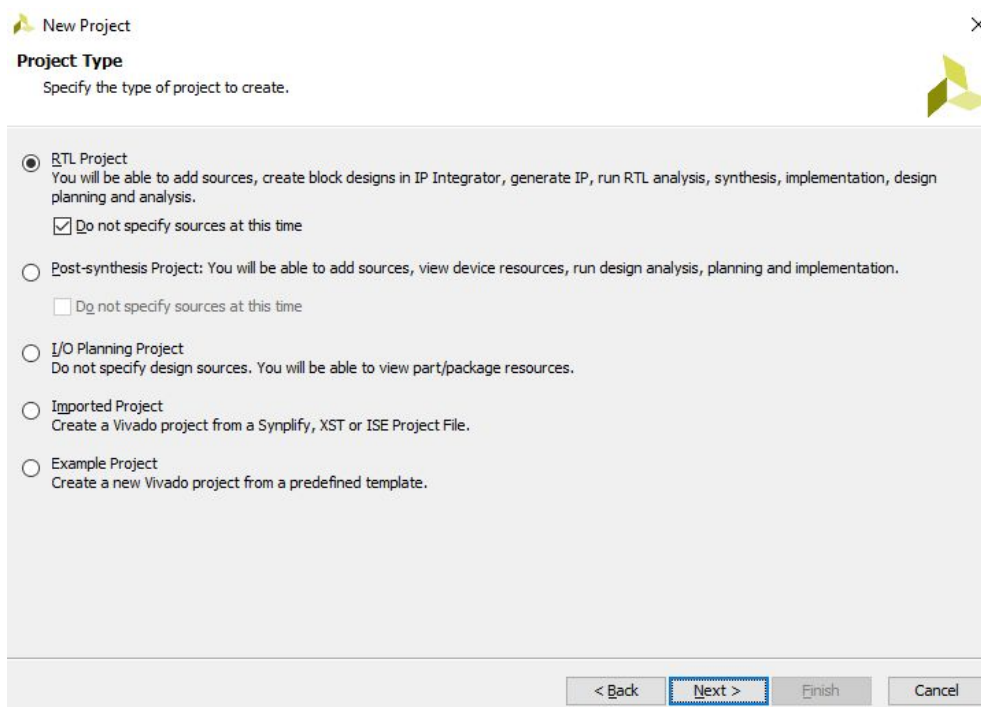 New Project
Project Type
Specify the type of project to create.
RTL Project
You will be able to add sources, create block designs in IP Integrator, generate IP, run RTL analysis, synthesis, implementation, design
planning and analysis.
Do not specify sources at this time
Post-synthesis Project: You will be able to add sources, view device resources, run design analysis, planning and implementation.
Do not specify sources at this time
I/O Planning Project
Do not specify design sources. You will be able to view part/package resources.
Imported Project
Create a Vivado project from a Synplify, XST or ISE Project File.
Example Project
Create a new Vivado project from a predefined template.
< Back Next > Finish Cancel